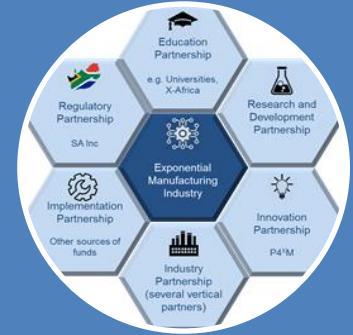 Education
Partnership
e.g. Universities,
X-Africa
Regulatory
Partnership
SA Inc
Research and
Development
Partnership
Exponential
Manufacturing
Industry
Implementation
Partnership
Other sources of
funds
Innovation
Partnership
P4³M
Industry
Partnership
(several vertical
partners)